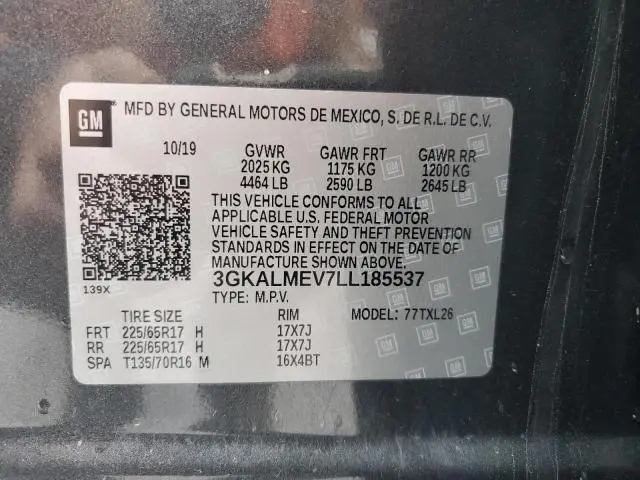 GM MFD BY GENERAL MOTORS DE MEXICO, S. DE R.L. DE C.V.
10/19 GVWR GAWR FRT GAWR RR
2025 KG 1175 KG 1200 KG
4464 LB 2590 LB 2645 LB
THIS VEHICLE CONFORMS TO ALL
APPLICABLE U.S. FEDERAL MOTOR
VEHICLE SAFETY AND THEFT PREVENTION
STANDARDS IN EFFECT ON THE DATE OF
MANUFACTURE SHOWN ABOVE.
139X 3GKALMEV7LL185537
TYPE: M.P.V.
TIRE SIZE RIM MODEL: 77TXL26
FRT 225/65R17 H 17X7J
RR 225/65R17 H 17X7J
SPA T135/70R16 M 16X4BT